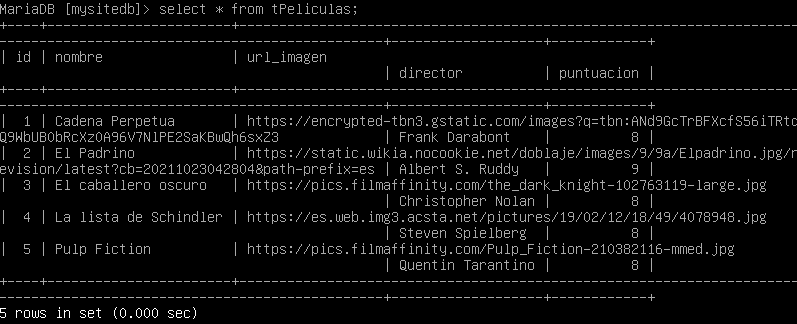 MariaDB [mysitedb]> select * from tPeliculas;
+----+-----------------------+------------------------------------------------------------------
-----------------------------------------------+-------------------+------------+
| id | nombre | url_imagen
| director | puntuacion |
+----+-----------------------+------------------------------------------------------------------
-----------------------------------------------+-------------------+------------+
| 1 | Cadena Perpetua | https://encrypted-tbn3.gstatic.com/images?q=tbn:ANd9GcTrBFXcfS56iTRtc
Q9WbUB0bRcXz0A96V7NlPE2SaKBwQh6sxZ3 | Frank Darabont | 8 |
| 2 | El Padrino | https://static.wikia.nocookie.net/doblaje/images/9/9a/Elpadrino.jpg/r
evision/latest?cb=20211023042804&path-prefix=es | Albert S. Ruddy | 9 |
| 3 | El caballero oscuro | https://pics.filmaffinity.com/the_dark_knight-102763119-large.jpg
| Christopher Nolan | 8 |
| 4 | La lista de Schindler | https://es.web.img3.acsta.net/pictures/19/02/12/18/49/4078948.jpg
| Steven Spielberg | 8 |
| 5 | Pulp Fiction | https://pics.filmaffinity.com/Pulp_Fiction-210382116-mmed.jpg
| Quentin Tarantino | 8 |
+----+-----------------------+------------------------------------------------------------------
-----------------------------------------------+-------------------+------------+
5 rows in set (0.000 sec)